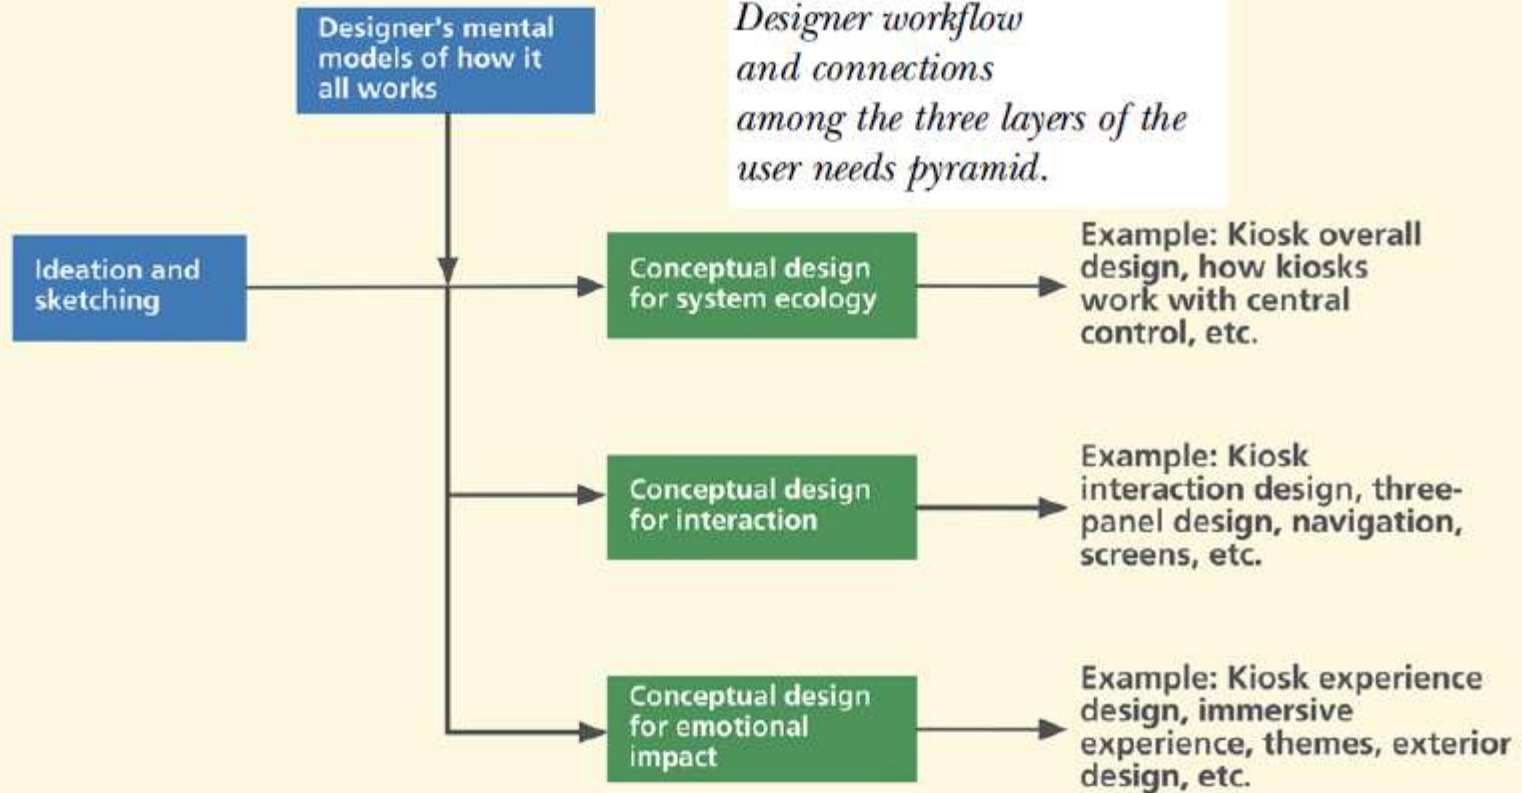 Designer's mental
models of how it
all works
Designer workflow
and connections
among the three layers of the
user needs pyramid.
Ideation and
sketching
Conceptual design
for system ecology
Example: Kiosk overall
design, how kiosks
work with central
control, etc.
Conceptual design
for interaction
Example: Kiosk
interaction design, three-
panel design, navigation,
screens, etc.
Conceptual design
for emotional
impact
Example: Kiosk experience
design, immersive
experience, themes, exterior
design, etc.